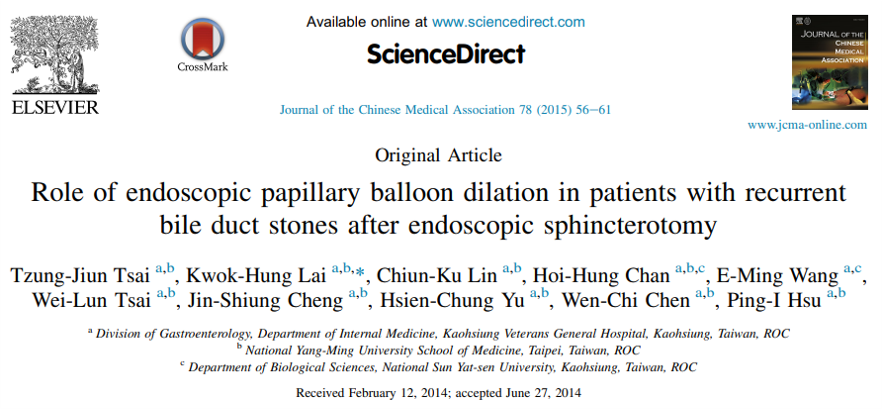 Available online at www.sciencedirect.com
CrossMark
ScienceDirect
ELSEVIER
JOURNAL OF THE
CHINESE
MEDICAL
ASSOCIATION
Journal of the Chinese Medical Association 78 (2015) 56–61
www.jcma-online.com
Original Article
Role of endoscopic papillary balloon dilation in patients with recurrent
bile duct stones after endoscopic sphincterotomy
Tzung-Jiun Tsai a,b, Kwok-Hung Lai a,b,*, Chiun-Ku Lin a,b, Hoi-Hung Chan a,b,c, E-Ming Wang a,c,
Wei-Lun Tsai a,b, Jin-Shiung Cheng a,b, Hsien-Chung Yu a,b, Wen-Chi Chen a,b, Ping-I Hsu a,b
a Division of Gastroenterology, Department of Internal Medicine, Kaohsiung Veterans General Hospital, Kaohsiung, Taiwan, ROC
b National Yang-Ming University School of Medicine, Taipei, Taiwan, ROC
c Department of Biological Sciences, National Sun Yat-sen University, Kaohsiung, Taiwan, ROC
Received February 12, 2014; accepted June 27, 2014